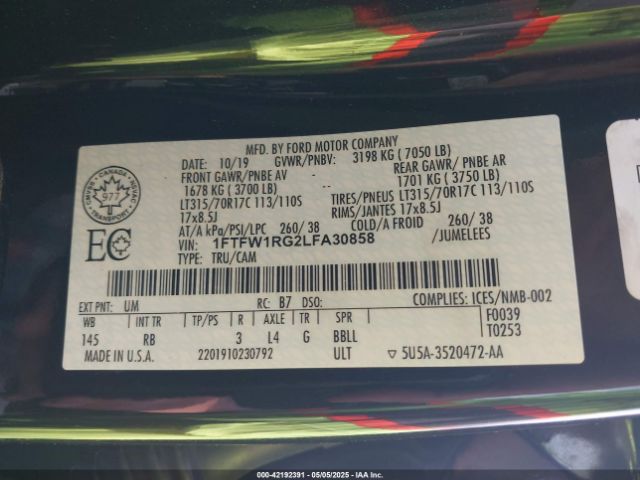 MFD. BY FORD MOTOR COMPANY
DATE: 10/19 GVWR/PNBV: 3198 KG ( 7050 LB)
FRONT GAWR/PNBE AV -- REAR GAWR/ PNBE AR
1678 KG ( 3700 LB) 1701 KG ( 3750 LB)
LT315/70R17C 113/110S TIRES/PNEUS LT315/70R17C 113/110S
17x8.5J RIMS/JANTES 17x8.5J
AT/A kPa/PSI/LPC 260/ 38 COLD/A FROID 260/ 38
VIN: 1FTFW1RG2LFA30858 /JUMELEES
TYPE: TRU/CAM
CANADA
977
TRANSPORT
EC
EXT PNT: UM RC: B7 DSO: COMPLIES: ICES/NMB-002
WB INT TR TP/PS R AXLE TR SPR F0039
145 RB 3 L4 G BBLL T0253
MADE IN U.S.A. 2201910230792 ULT ▽ 5U5A-3520472-AA
000-42192391 - 05/05/2025 - IAA Inc.